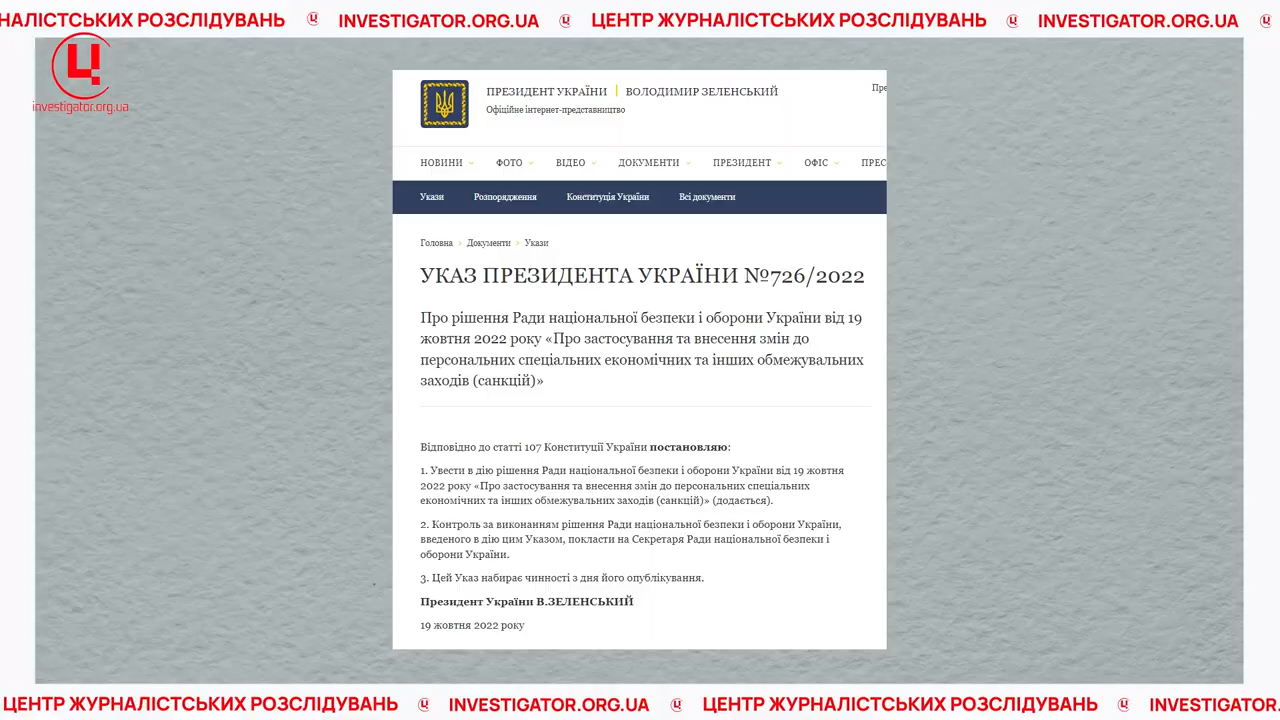 НАЛІСТСЬКИХ РОЗСЛІДУВАНЬ INVESTIGATOR.ORG.UA ЦЕНТР ЖУРНАЛІСТСЬКИХ РОЗСЛІДУВАНЬ INVESTIGATOR.ORG.UA
investigator.org.ua
ПРЕЗИДЕНТ УКРАЇНИ ВОЛОДИМИР ЗЕЛЕНСЬКИЙ
Пре
Офіційне інтернет-представництво
НОВИНИ ФОТО ВІДЕО ДОКУМЕНТИ ПРЕЗИДЕНТ ОФІС ПРЕС
Укази Розпорядження Конституція України Всі документи
Головна > Документи > Укази
УКАЗ ПРЕЗИДЕНТА УКРАЇНИ №726/2022
Про рішення Ради національної безпеки і оборони України від 19
жовтня 2022 року «Про застосування та внесення змін до
персональних спеціальних економічних та інших обмежувальних
заходів (санкцій)»
Відповідно до статті 107 Конституції України постановляю:
1. Увести в дію рішення Ради національної безпеки і оборони України від 19 жовтня
2022 року «Про застосування та внесення змін до персональних спеціальних
економічних та інших обмежувальних заходів (санкцій)» (додається).
2. Контроль за виконанням рішення Ради національної безпеки і оборони України,
введеного в дію цим Указом, покласти на Секретаря Ради національної безпеки і
оборони України.
3. Цей Указ набирає чинності з дня його опублікування.
Президент України В.ЗЕЛЕНСЬКИЙ
19 жовтня 2022 року
ЦЕНТР ЖУРНАЛІСТСЬКИХ РОЗСЛІДУВАНЬ INVESTIGATOR.ORG.UA ЦЕНТР ЖУРНАЛІСТСЬКИХ РОЗСЛІДУВАНЬ INVESTIGATOR.ORG